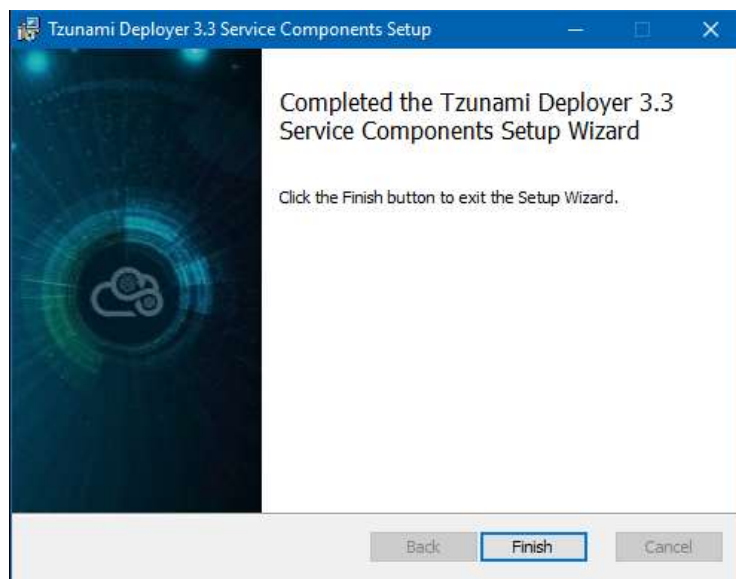 Tzunami Deployer 3.3 Service Components Setup
Completed the Tzunami Deployer 3.3
Service Components Setup Wizard
Click the Finish button to exit the Setup Wizard.
Back
Finish
Cancel